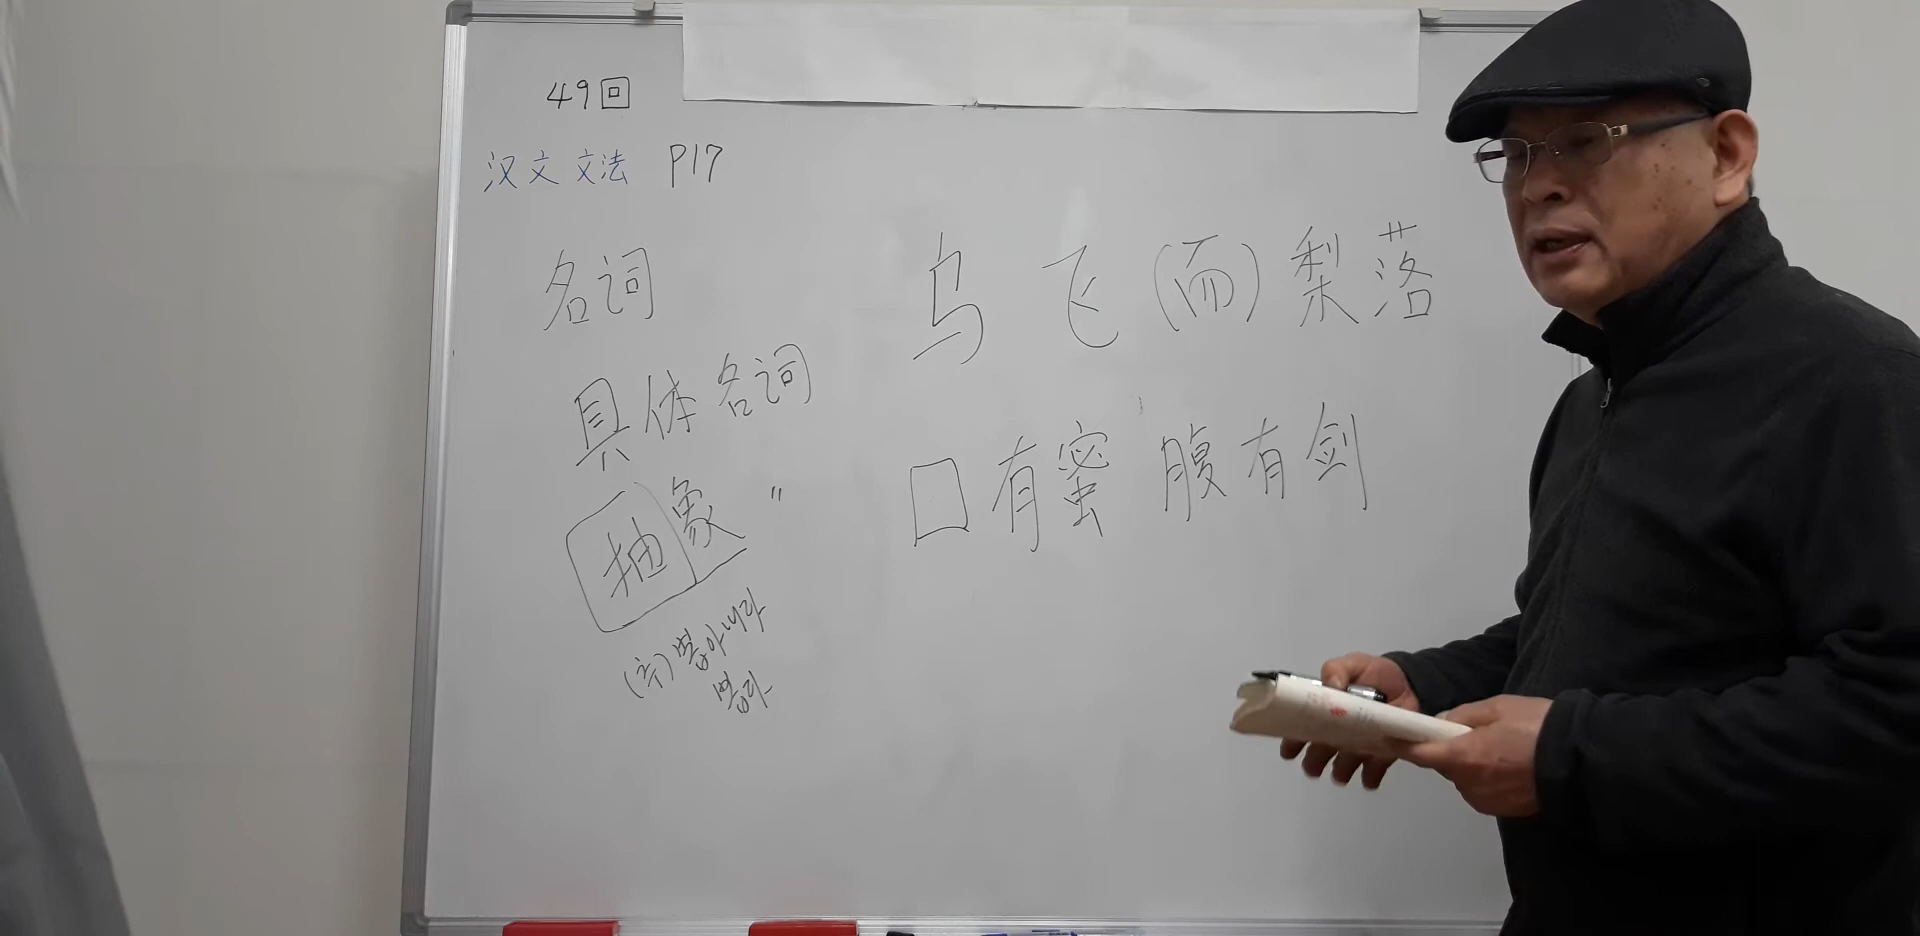 49回
汉文文法 P17
名词
具体名词
抽象 〃
(추) 뽑아내다
뽑다
乌飞(而)梨落
口有蜜 腹有剑